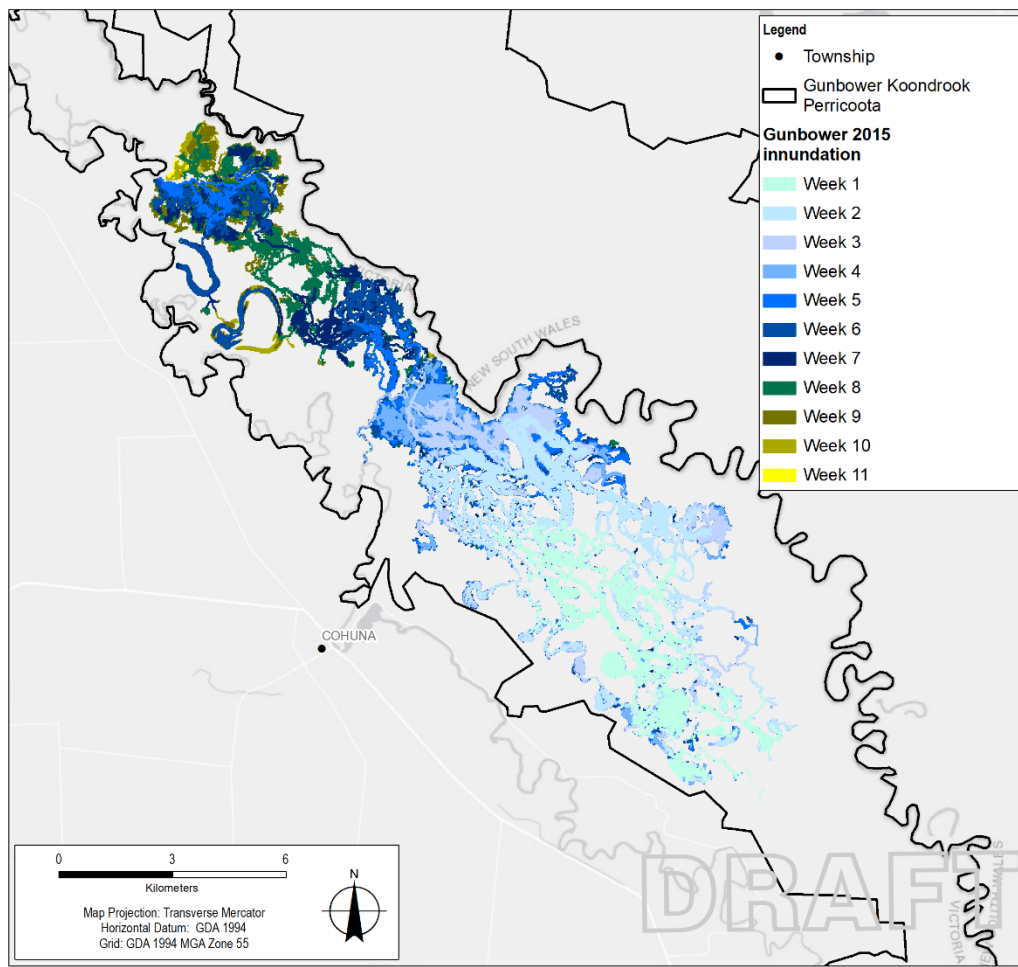 Legend
Township
Gunbower Koondrook
Perricoota
Gunbower 2015
innundation
Week 1
Week 2
Week 3
Week 4
Week 5
Week 6
Week 7
Week 8
Week 9
Week 10
Week 11
VICTORIA
NEW SOUTH WALES
COHUNA
0 3 6
Kilometers
Map Projection: Transverse Mercator
Horizontal Datum: GDA 1994
Grid: GDA 1994 MGA Zone 55
N
DRAFT
VICTORIA